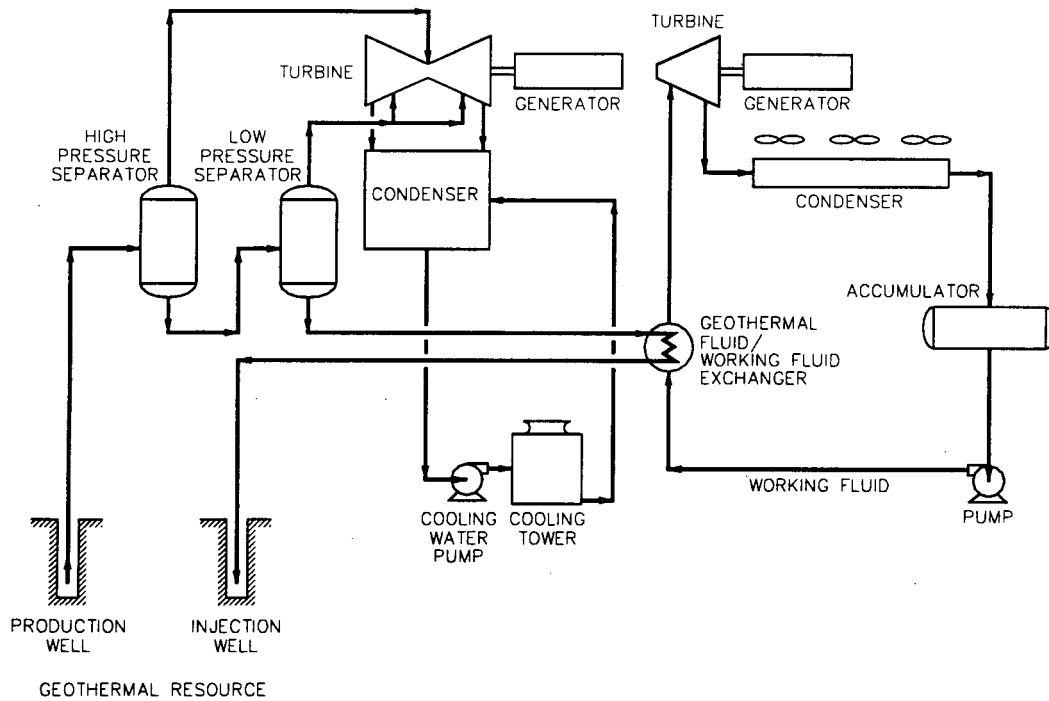 TURBINE
TURBINE
GENERATOR
GENERATOR
HIGH
PRESSURE
SEPARATOR
LOW
PRESSURE
SEPARATOR
CONDENSER
CONDENSER
ACCUMULATOR
GEOTHERMAL
FLUID/
WORKING FLUID
EXCHANGER
WORKING FLUID
PUMP
COOLING
WATER
PUMP
COOLING
TOWER
PRODUCTION
WELL
INJECTION
WELL
GEOTHERMAL RESOURCE